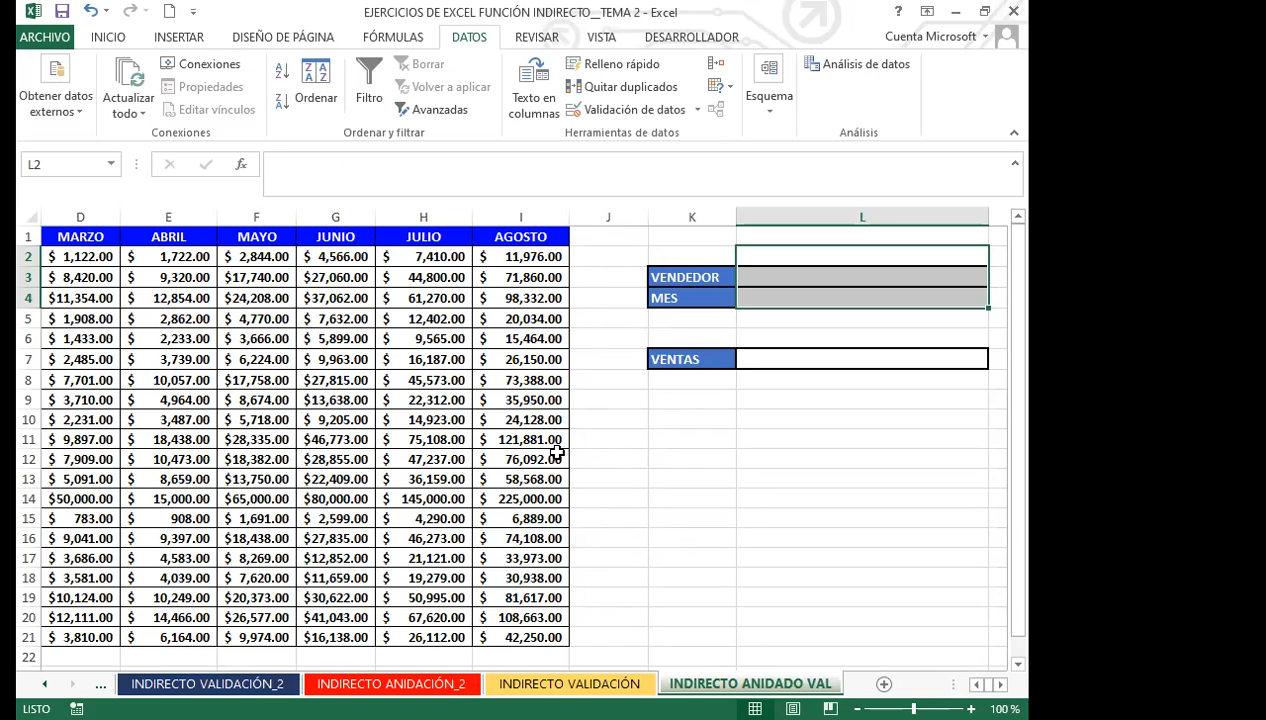 EJERCICIOS DE EXCEL FUNCIÓN INDIRECTO__TEMA 2 - Excel
ARCHIVO INICIO INSERTAR DISEÑO DE PÁGINA FÓRMULAS DATOS REVISAR VISTA DESARROLLADOR Cuenta Microsoft
Obtener datos externos
Actualizar todo
Conexiones
Propiedades
Editar vínculos
Conexiones
Ordenar
Filtro
Borrar
Volver a aplicar
Avanzadas
Ordenar y filtrar
Texto en columnas
Relleno rápido
Quitar duplicados
Validación de datos
Herramientas de datos
Esquema
Análisis de datos
Análisis
L2 fx
D E F G H I J K L
1 MARZO ABRIL MAYO JUNIO JULIO AGOSTO
2 $ 1,122.00 $ 1,722.00 $ 2,844.00 $ 4,566.00 $ 7,410.00 $ 11,976.00
3 $ 8,420.00 $ 9,320.00 $17,740.00 $27,060.00 $ 44,800.00 $ 71,860.00 VENDEDOR
4 $11,354.00 $ 12,854.00 $24,208.00 $37,062.00 $ 61,270.00 $ 98,332.00 MES
5 $ 1,908.00 $ 2,862.00 $ 4,770.00 $ 7,632.00 $ 12,402.00 $ 20,034.00
6 $ 1,433.00 $ 2,233.00 $ 3,666.00 $ 5,899.00 $ 9,565.00 $ 15,464.00
7 $ 2,485.00 $ 3,739.00 $ 6,224.00 $ 9,963.00 $ 16,187.00 $ 26,150.00 VENTAS
8 $ 7,701.00 $ 10,057.00 $17,758.00 $27,815.00 $ 45,573.00 $ 73,388.00
9 $ 3,710.00 $ 4,964.00 $ 8,674.00 $13,638.00 $ 22,312.00 $ 35,950.00
10 $ 2,231.00 $ 3,487.00 $ 5,718.00 $ 9,205.00 $ 14,923.00 $ 24,128.00
11 $ 9,897.00 $ 18,438.00 $28,335.00 $46,773.00 $ 75,108.00 $ 121,881.00
12 $ 7,909.00 $ 10,473.00 $18,382.00 $28,855.00 $ 47,237.00 $ 76,092.00
13 $ 5,091.00 $ 8,659.00 $13,750.00 $22,409.00 $ 36,159.00 $ 58,568.00
14 $50,000.00 $ 15,000.00 $65,000.00 $80,000.00 $ 145,000.00 $ 225,000.00
15 $ 783.00 $ 908.00 $ 1,691.00 $ 2,599.00 $ 4,290.00 $ 6,889.00
16 $ 9,041.00 $ 9,397.00 $18,438.00 $27,835.00 $ 46,273.00 $ 74,108.00
17 $ 3,686.00 $ 4,583.00 $ 8,269.00 $12,852.00 $ 21,121.00 $ 33,973.00
18 $ 3,581.00 $ 4,039.00 $ 7,620.00 $11,659.00 $ 19,279.00 $ 30,938.00
19 $10,124.00 $ 10,249.00 $20,373.00 $30,622.00 $ 50,995.00 $ 81,617.00
20 $12,111.00 $ 14,466.00 $26,577.00 $41,043.00 $ 67,620.00 $ 108,663.00
21 $ 3,810.00 $ 6,164.00 $ 9,974.00 $16,138.00 $ 26,112.00 $ 42,250.00
22
... INDIRECTO VALIDACIÓN_2 INDIRECTO ANIDACIÓN_2 INDIRECTO VALIDACIÓN INDIRECTO ANIDADO VAL
LISTO 100 %